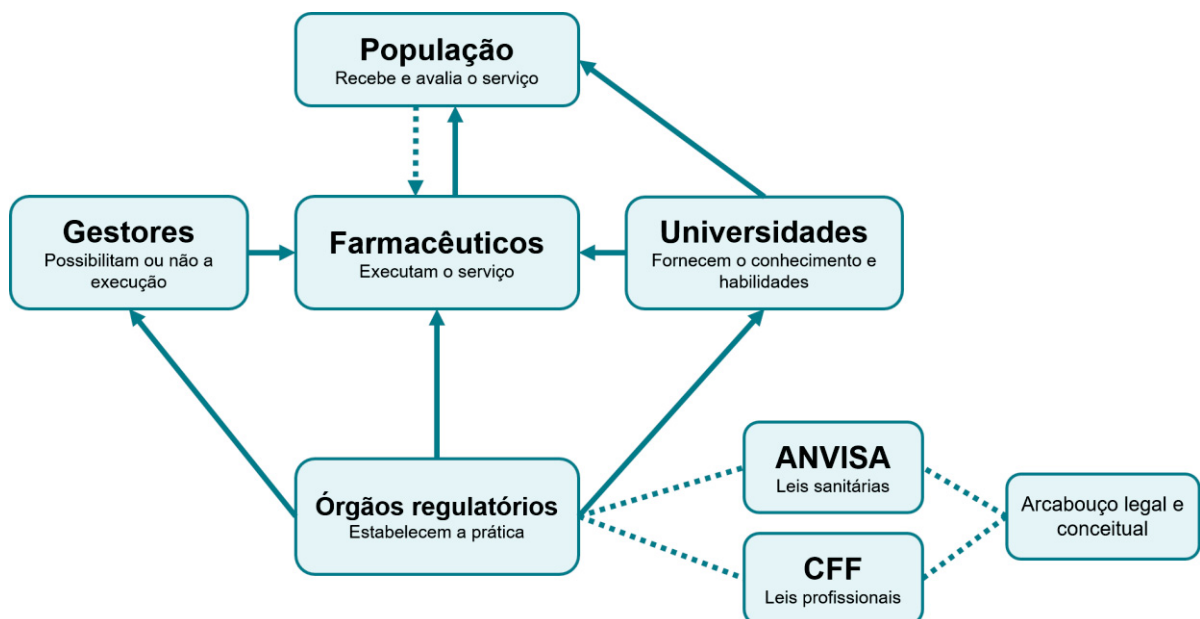 População
Recebe e avalia o serviço
Gestores
Possibilitam ou não a
execução
Farmacêuticos
Executam o serviço
Universidades
Fornecem o conhecimento e
habilidades
Órgãos regulatórios
Estabelecem a prática
ANVISA
Leis sanitárias
CFF
Leis profissionais
Arcabouço legal e
conceitual